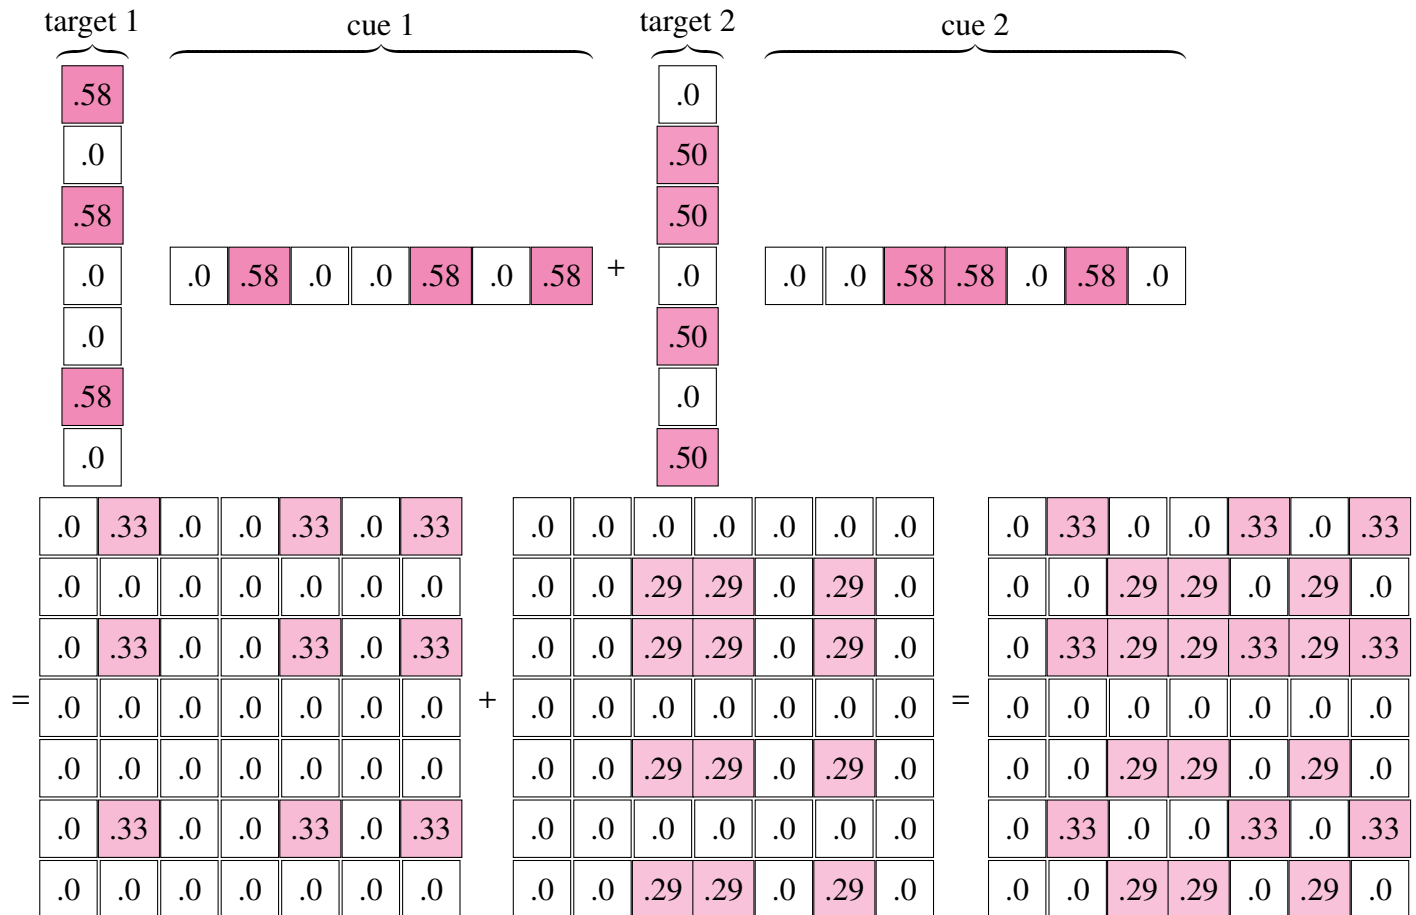 target 1 cue 1 target 2 cue 2
.58 .0
.0 .50
.58 .50
.0 .0 .58 .0 .0 .58 .0 .58 + .0 .0 .0 .58 .58 .0 .58 .0
.0 .50
.58 .0
.0 .50
.0 .33 .0 .0 .33 .0 .33 .0 .0 .0 .0 .0 .0 .0 .0 .33 .0 .0 .33 .0 .33
.0 .0 .0 .0 .0 .0 .0 .0 .0 .29 .29 .0 .29 .0 .0 .0 .29 .29 .0 .29 .0
.0 .33 .0 .0 .33 .0 .33 .0 .0 .29 .29 .0 .29 .0 .0 .33 .29 .29 .33 .29 .33
= .0 .0 .0 .0 .0 .0 .0 + .0 .0 .0 .0 .0 .0 .0 = .0 .0 .0 .0 .0 .0 .0
.0 .0 .0 .0 .0 .0 .0 .0 .0 .29 .29 .0 .29 .0 .0 .0 .29 .29 .0 .29 .0
.0 .33 .0 .0 .33 .0 .33 .0 .0 .0 .0 .0 .0 .0 .0 .33 .0 .0 .33 .0 .33
.0 .0 .0 .0 .0 .0 .0 .0 .0 .29 .29 .0 .29 .0 .0 .0 .29 .29 .0 .29 .0